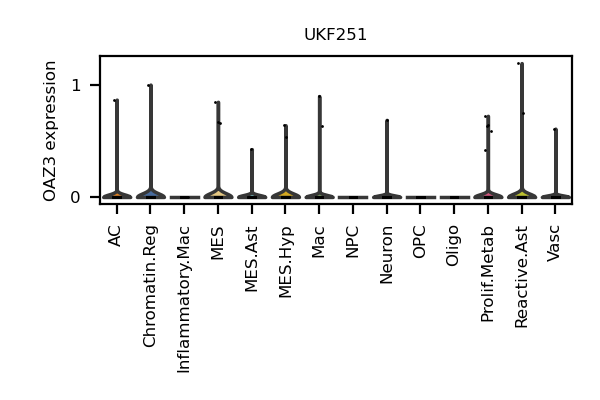 UKF251
OAZ3 expression
1
0
AC
Chromatin.Reg
Inflammatory.Mac
MES
MES.Ast
MES.Hyp
Mac
NPC
Neuron
OPC
Oligo
Prolif.Metab
Reactive.Ast
Vasc